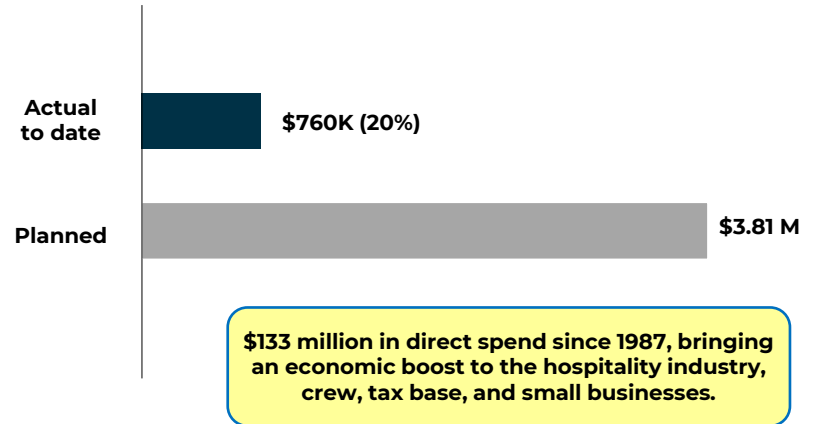 Actual
to date
$760K (20%)
Planned
$3.81 M
$133 million in direct spend since 1987, bringing
an economic boost to the hospitality industry,
crew, tax base, and small businesses.